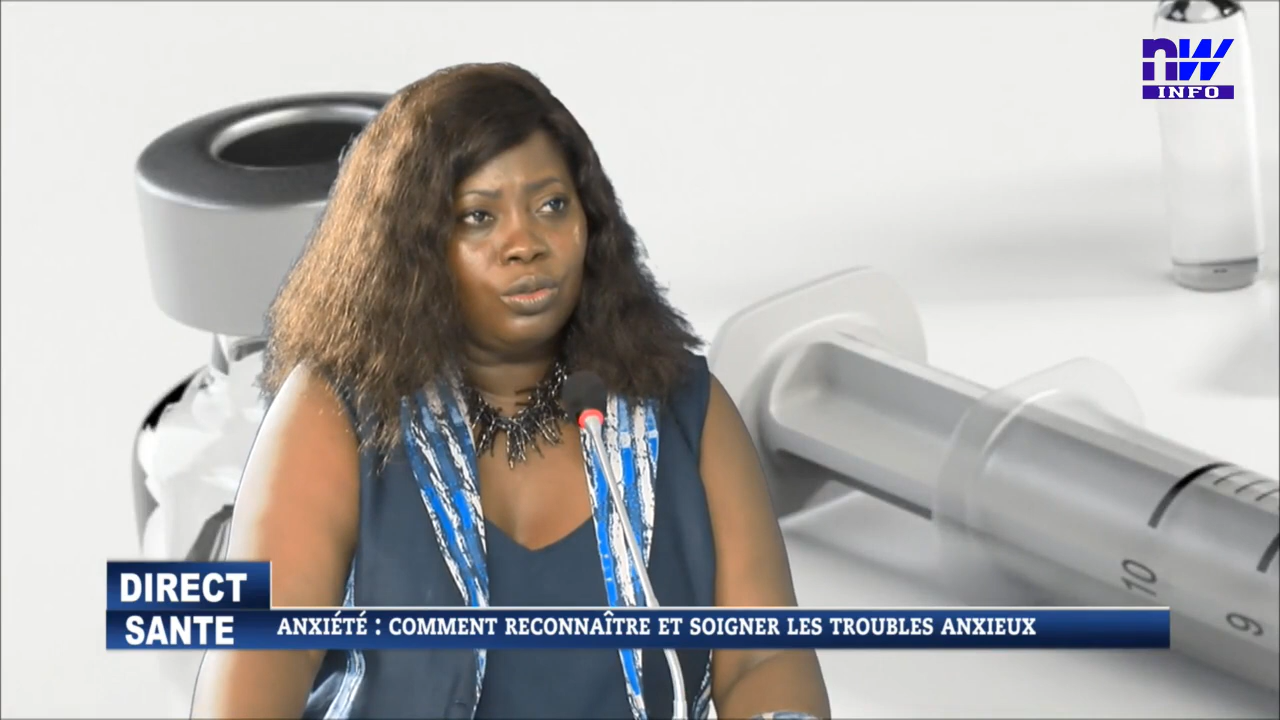 nw
INFO
DIRECT
SANTE
ANXIÉTÉ : COMMENT RECONNAÎTRE ET SOIGNER LES TROUBLES ANXIEUX
10
9